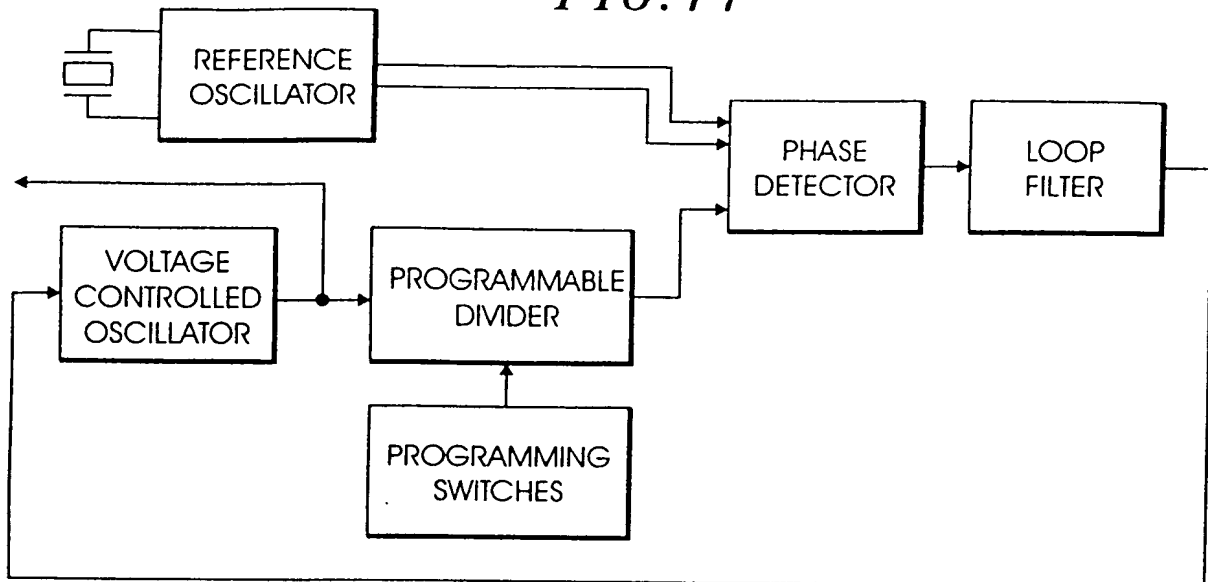 REFERENCE
OSCILLATOR
PHASE
DETECTOR
LOOP
FILTER
VOLTAGE
CONTROLLED
OSCILLATOR
PROGRAMMABLE
DIVIDER
PROGRAMMING
SWITCHES